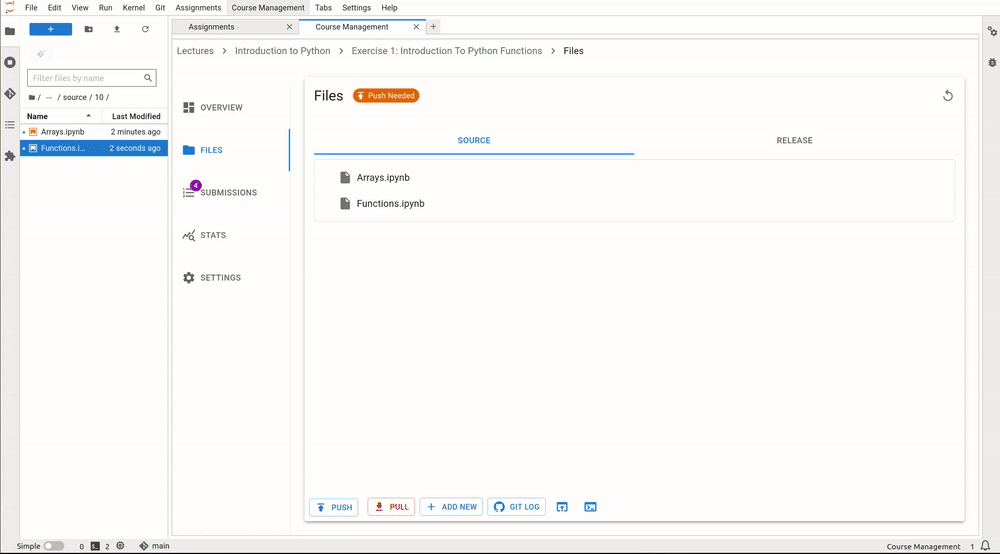 File Edit View Run Kernel Git Assignments Course Management Tabs Settings Help
Assignments Course Management
Lectures > Introduction to Python > Exercise 1: Introduction To Python Functions > Files
Filter files by name
/ ··· / source / 10 /
Name Last Modified
Arrays.ipynb 2 minutes ago
Functions.i... 2 seconds ago
OVERVIEW
FILES
4
SUBMISSIONS
STATS
SETTINGS
Files Push Needed
SOURCE RELEASE
Arrays.ipynb
Functions.ipynb
PUSH PULL ADD NEW GIT LOG
Simple 0 2 main Course Management 1